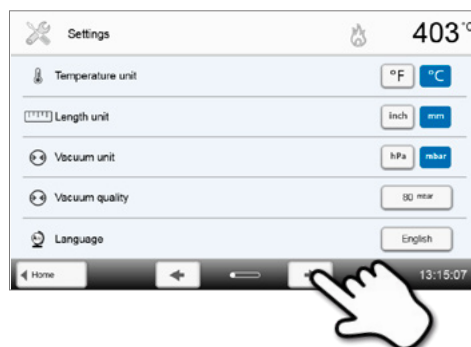 Settings
403 °C
Temperature unit
°F °C
Length unit
inch mm
Vacuum unit
hPa mbar
Vacuum quality
80 mbar
Language
English
Home
13:15:07